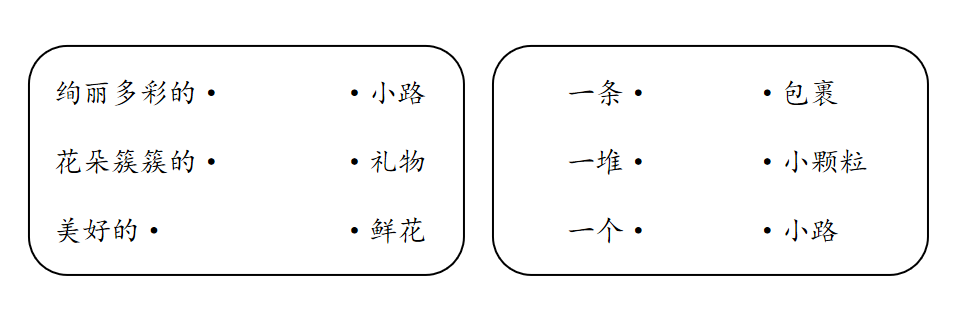 绚丽多彩的• •小路
花朵簇簇的• •礼物
美好的• •鲜花
一条• •包裹
一堆• •小颗粒
一个• •小路